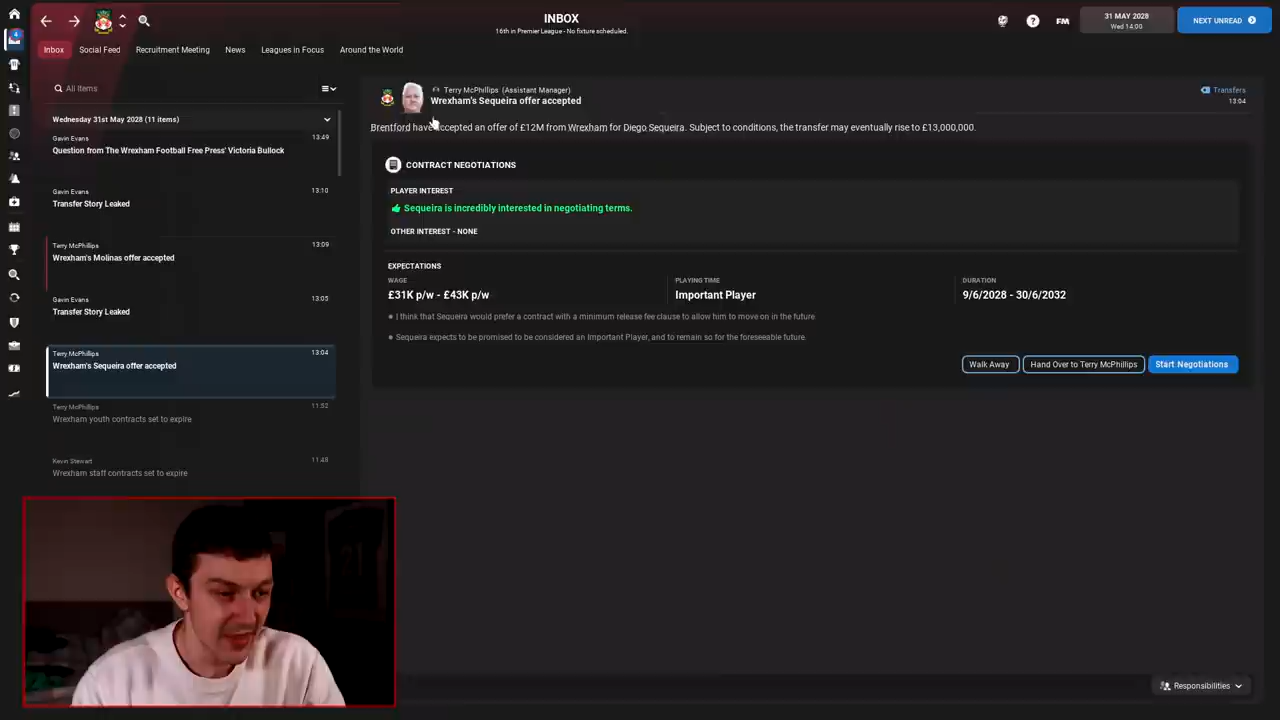 INBOX
16th in Premier League - No fixture scheduled.
4
FM
31 MAY 2028
Wed 14:00
NEXT UNREAD
Inbox
Social Feed
Recruitment Meeting
News
Leagues in Focus
Around the World
All Items
Wednesday 31st May 2028 (11 items)
Gavin Evans
13:49
Question from The Wrexham Football Free Press' Victoria Bullock
Gavin Evans
13:10
Transfer Story Leaked
Terry McPhillips
13:09
Wrexham's Molinas offer accepted
Gavin Evans
13:05
Transfer Story Leaked
Terry McPhillips
13:04
Wrexham's Sequeira offer accepted
Terry McPhillips
11:52
Wrexham youth contracts set to expire
Kevin Stewart
11:48
Wrexham staff contracts set to expire
Terry McPhillips (Assistant Manager)
Wrexham's Sequeira offer accepted
Transfers
13:04
Brentford have accepted an offer of £12M from Wrexham for Diego Sequeira. Subject to conditions, the transfer may eventually rise to £13,000,000.
CONTRACT NEGOTIATIONS
PLAYER INTEREST
Sequeira is incredibly interested in negotiating terms.
OTHER INTEREST - NONE
EXPECTATIONS
WAGE
£31K p/w - £43K p/w
PLAYING TIME
Important Player
DURATION
9/6/2028 - 30/6/2032
I think that Sequeira would prefer a contract with a minimum release fee clause to allow him to move on in the future.
Sequeira expects to be promised to be considered an Important Player, and to remain so for the foreseeable future.
Walk Away
Hand Over to Terry McPhillips
Start Negotiations
Responsibilities